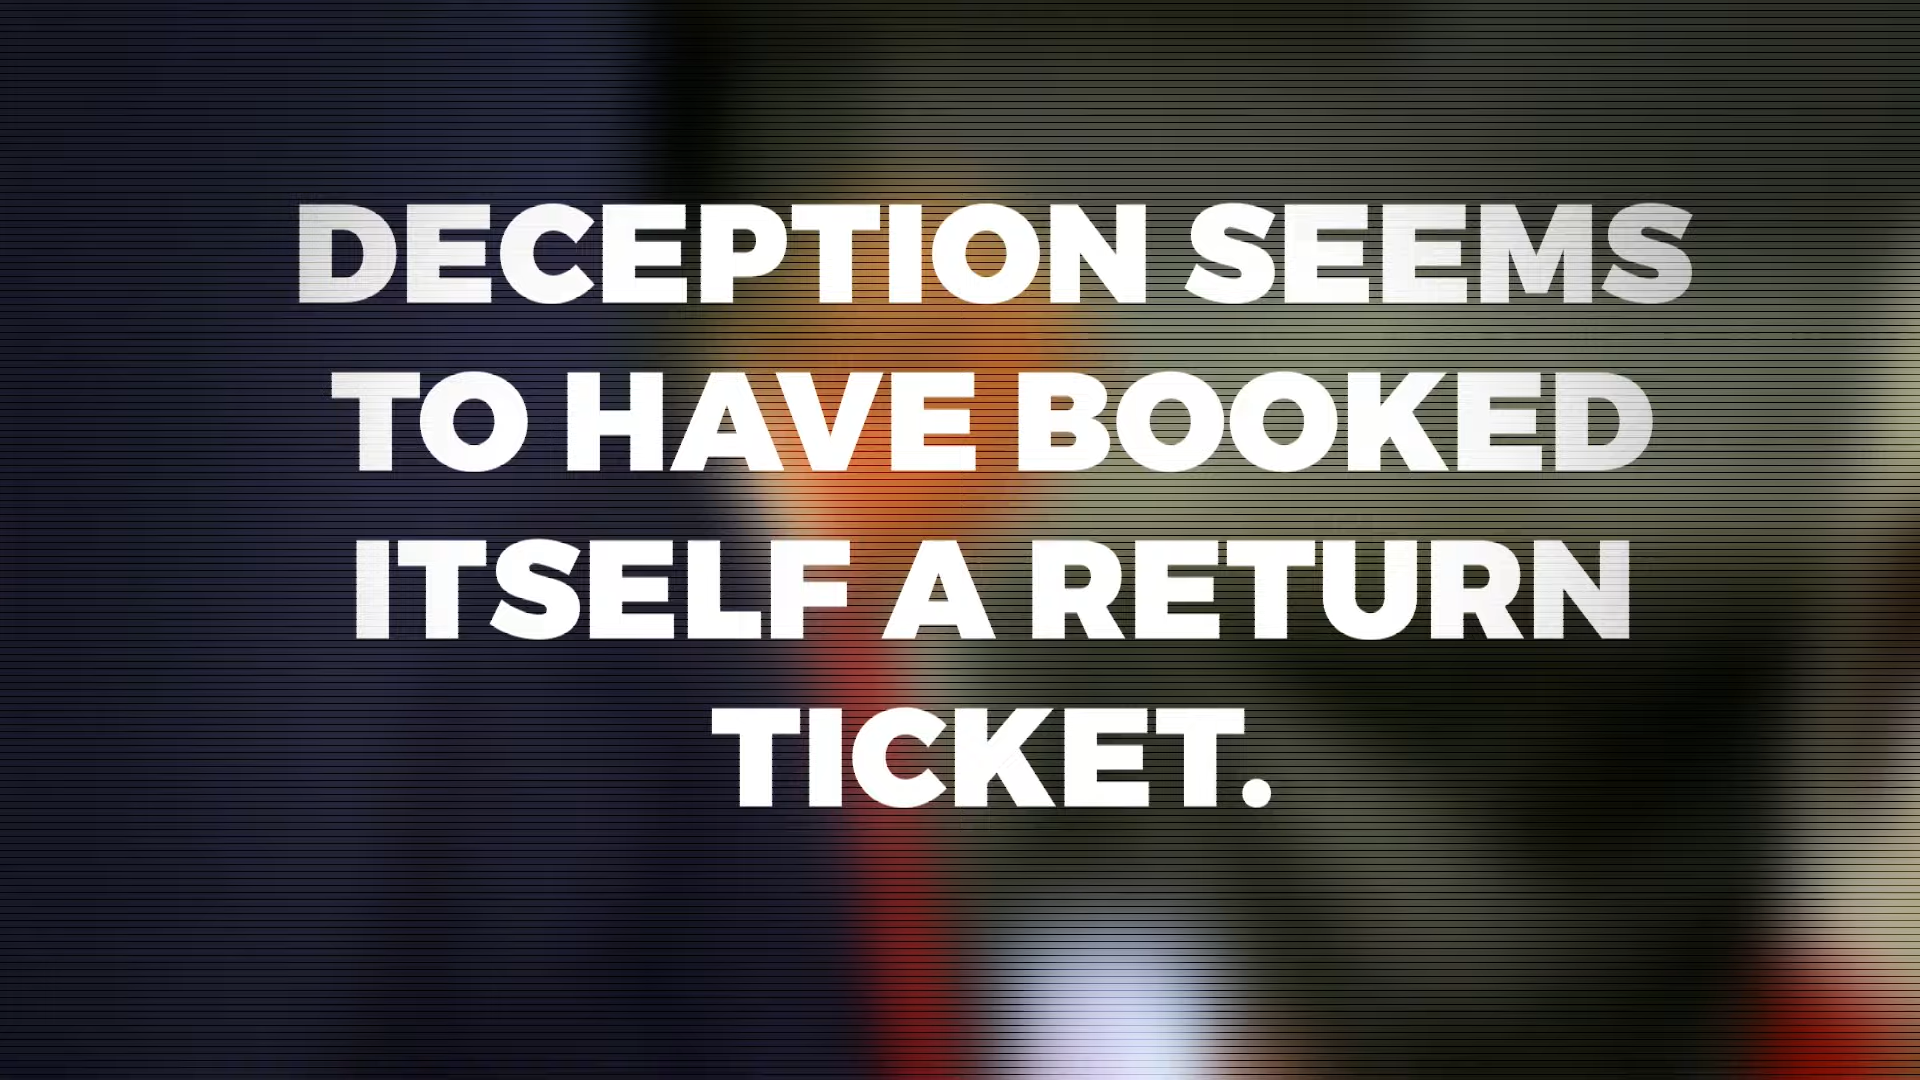 DECEPTION SEEMS
TO HAVE BOOKED
ITSELF A RETURN
TICKET.